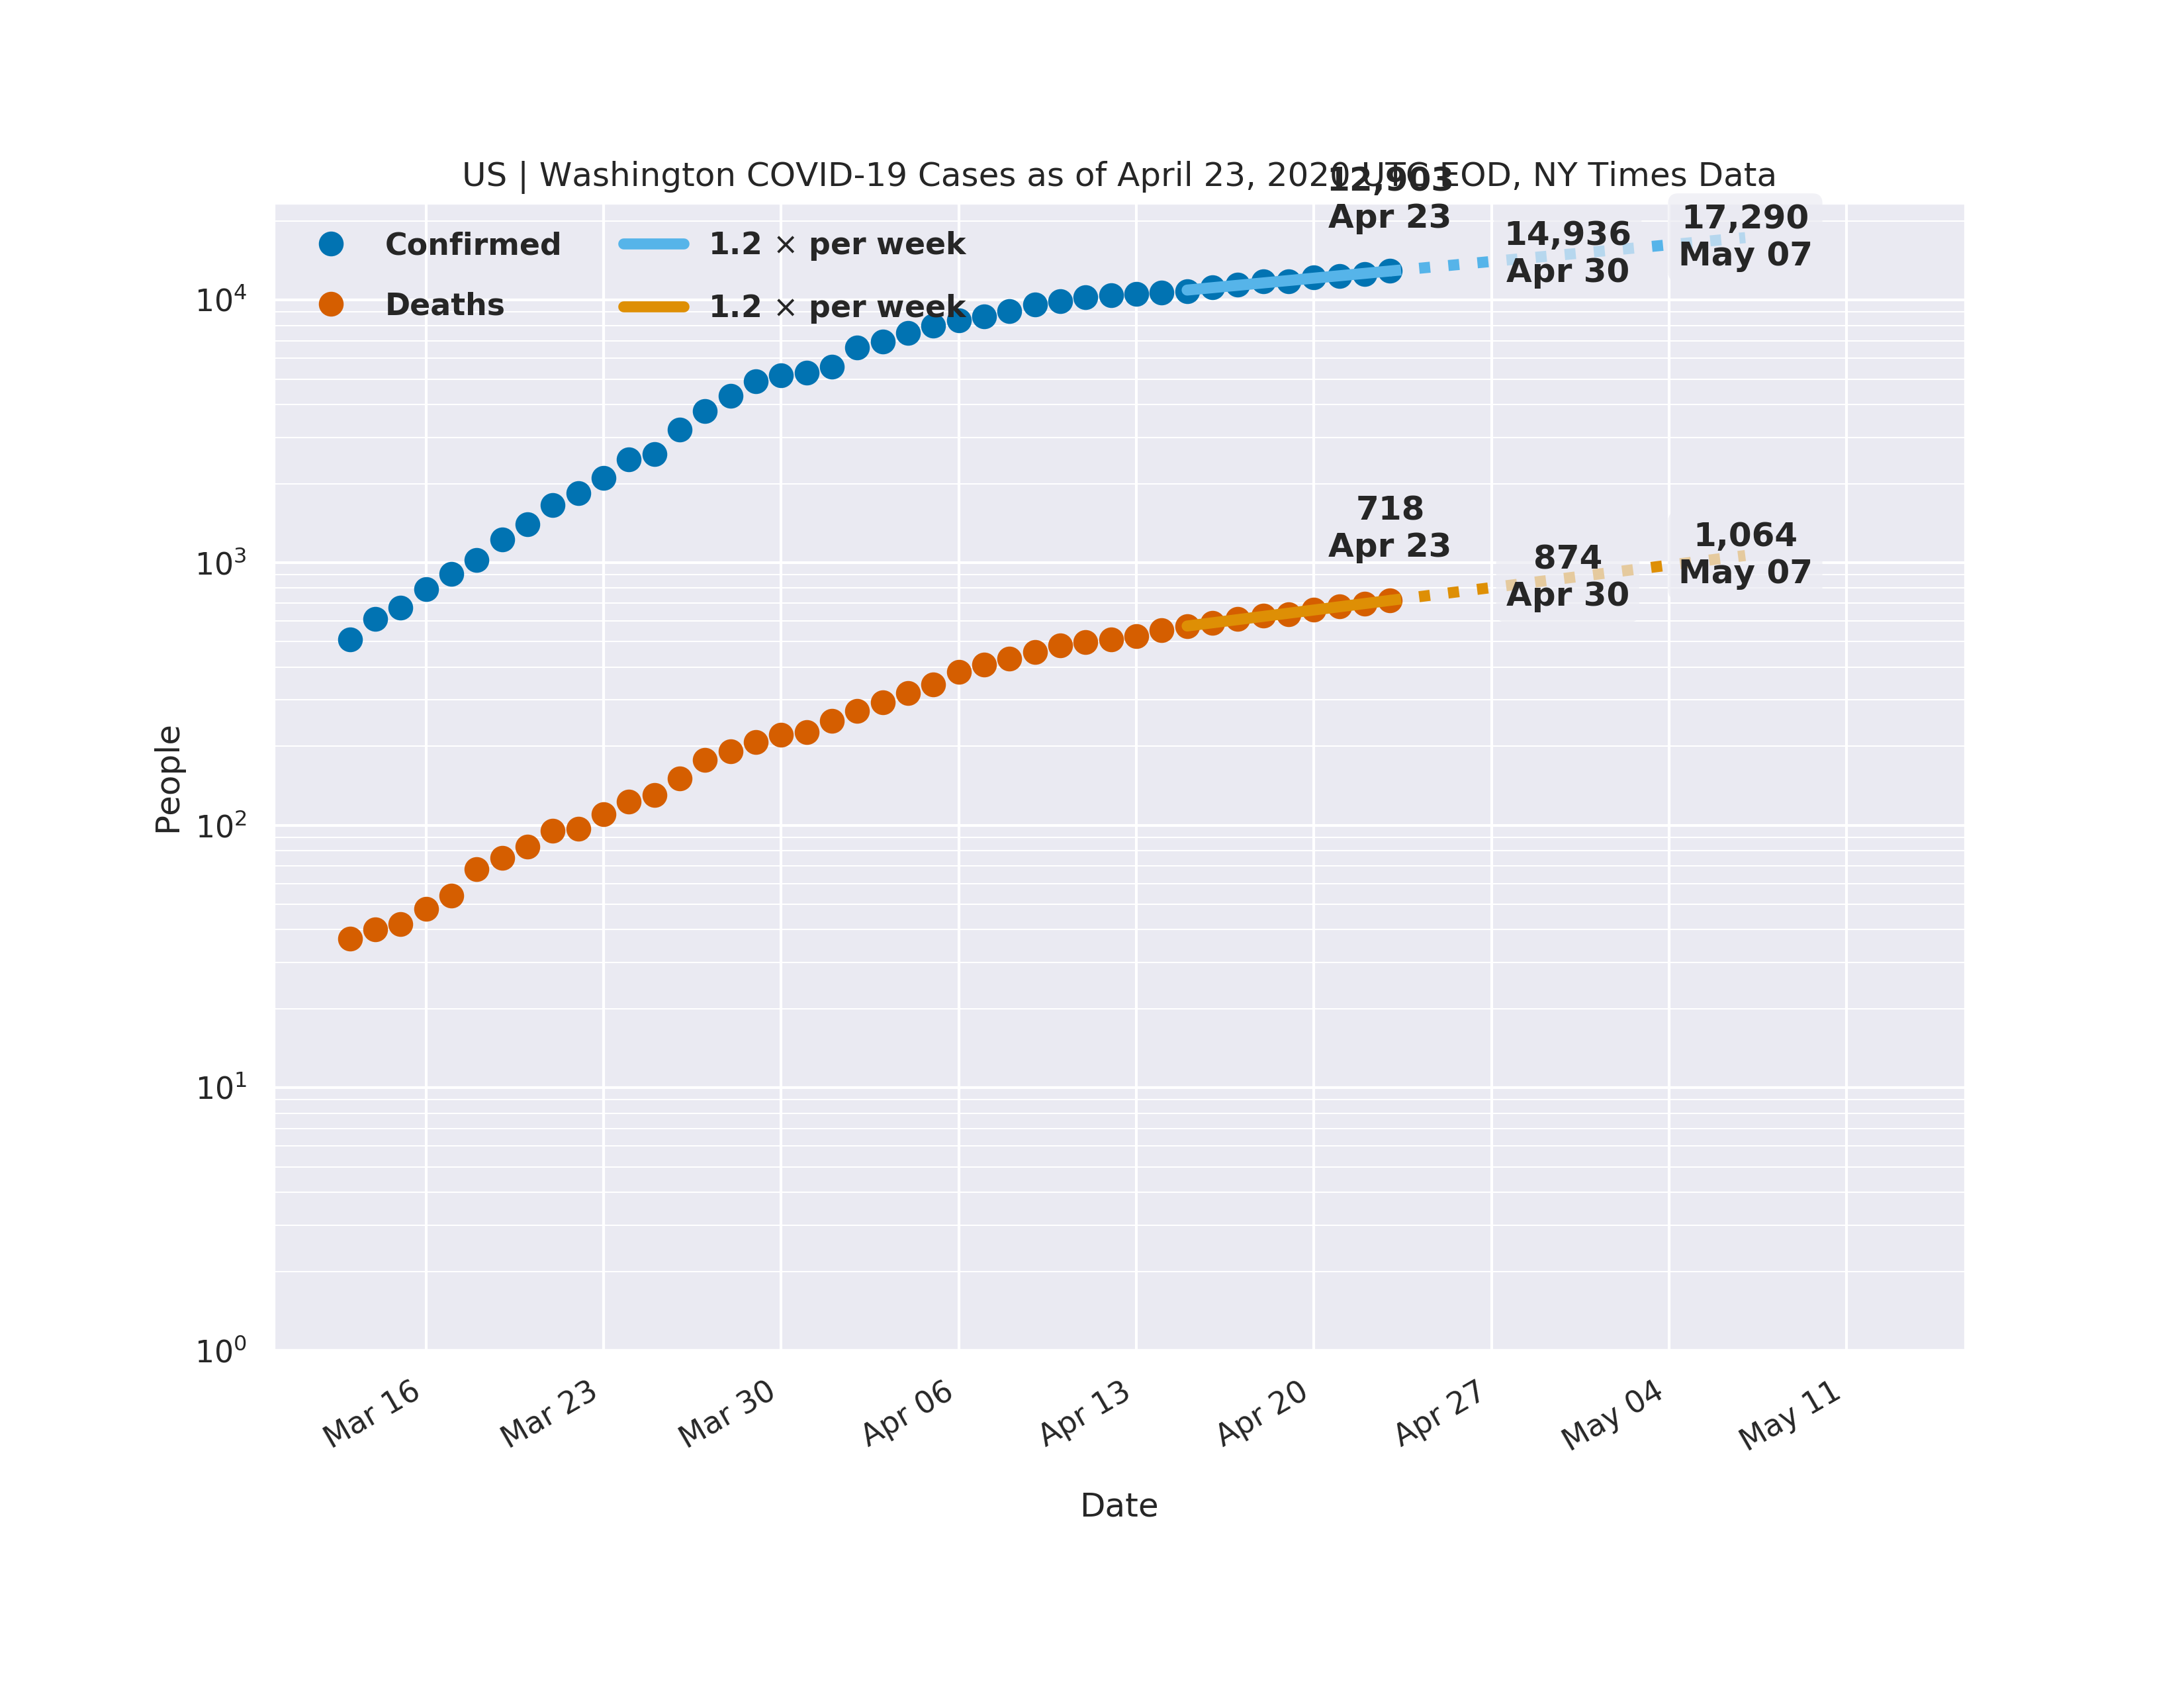 US | Washington COVID-19 Cases as of April 23, 2020 UTC EOD, NY Times Data
Confirmed
Deaths
1.2 × per week
1.2 × per week
12,903
Apr 23
14,936
Apr 30
17,290
May 07
718
Apr 23
874
Apr 30
1,064
May 07
People
10⁴
10³
10²
10¹
10⁰
Mar 16
Mar 23
Mar 30
Apr 06
Apr 13
Apr 20
Apr 27
May 04
May 11
Date